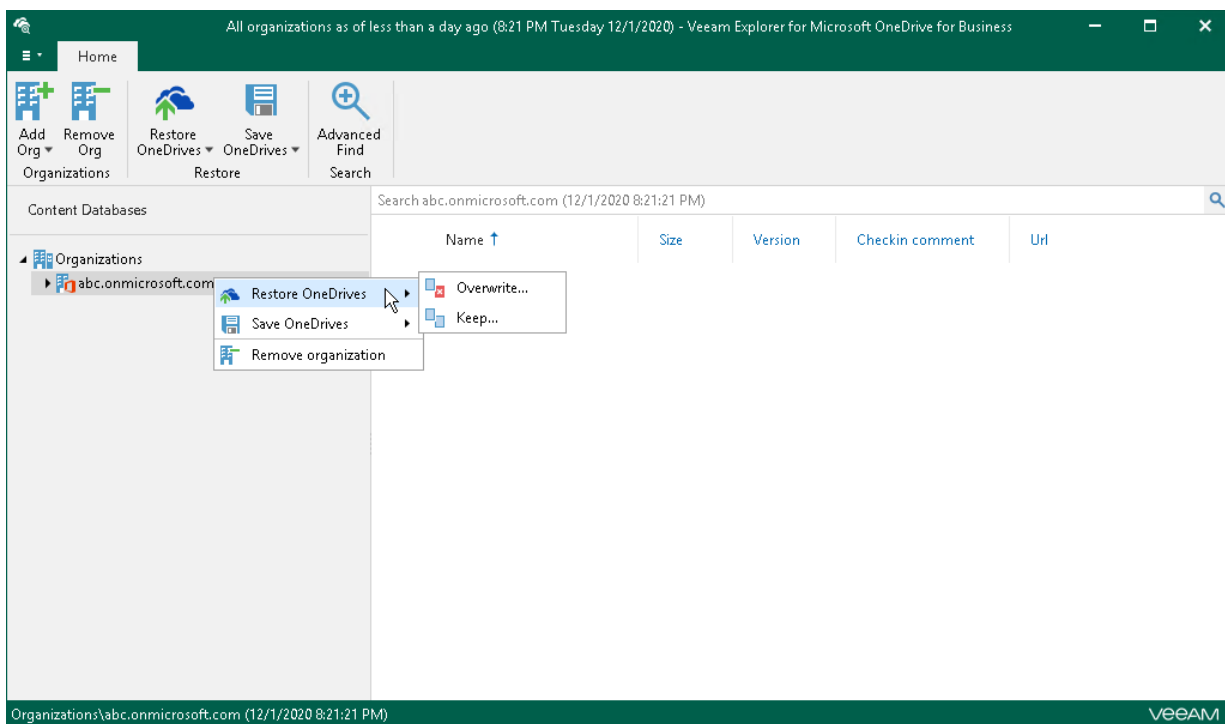 All organizations as of less than a day ago (8:21 PM Tuesday 12/1/2020) - Veeam Explorer for Microsoft OneDrive for Business
Home
Add
Org
Remove
Org
Restore
OneDrives
Save
OneDrives
Advanced
Find
Organizations
Restore
Search
Content Databases
Search abc.onmicrosoft.com (12/1/2020 8:21:21 PM)
Name
Size
Version
Checkin comment
Url
Organizations
abc.onmicrosoft.com
Restore OneDrives
Save OneDrives
Remove organization
Overwrite...
Keep...
Organizations\abc.onmicrosoft.com (12/1/2020 8:21:21 PM)
veeam